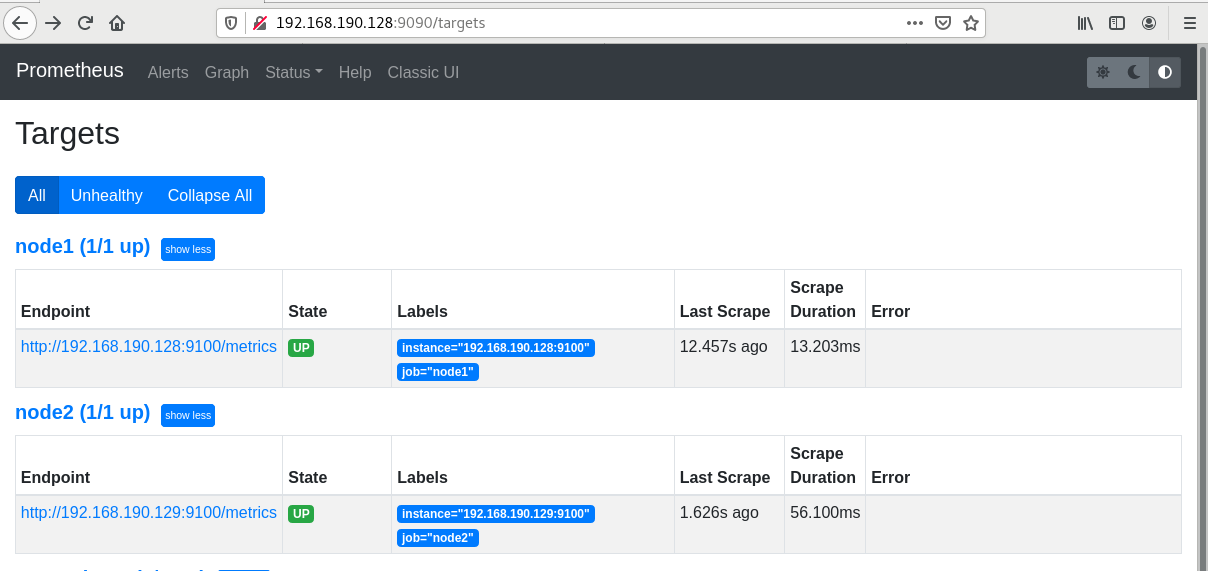 192.168.190.128:9090/targets
Prometheus Alerts Graph Status Help Classic UI
Targets
All Unhealthy Collapse All
node1 (1/1 up) show less
Endpoint State Labels Last Scrape Scrape Duration Error
http://192.168.190.128:9100/metrics UP instance="192.168.190.128:9100" 12.457s ago 13.203ms
job="node1"
node2 (1/1 up) show less
Endpoint State Labels Last Scrape Scrape Duration Error
http://192.168.190.129:9100/metrics UP instance="192.168.190.129:9100" 1.626s ago 56.100ms
job="node2"